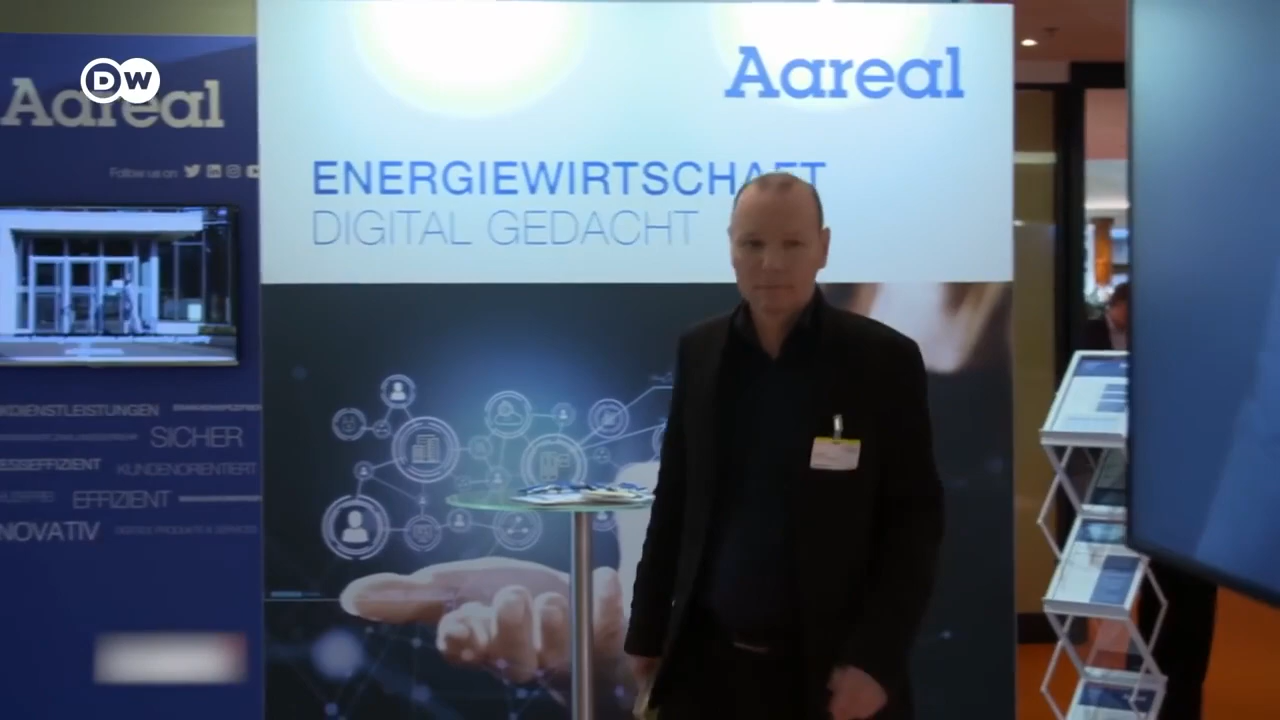 DW
Aareal
Follow us on
Aareal
ENERGIEWIRTSCHAFT
DIGITAL GEDACHT
KDIENSTLEISTUNGEN
SICHER
ESSEFFIZIENT KUNDENORIENTIERT
EFFIZIENT
NOVATIV